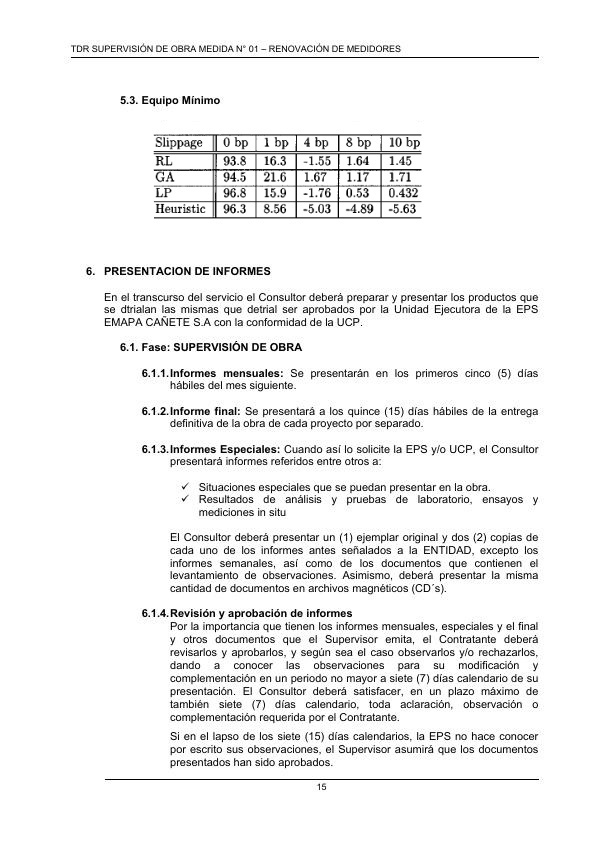 TDR SUPERVISIÓN DE OBRA MEDIDA N° 01 – RENOVACIÓN DE MEDIDORES
5.3. Equipo Mínimo
Slippage 0 bp 1 bp 4 bp 8 bp 10 bp
RL 93.8 16.3 -1.55 1.64 1.45
GA 94.5 21.6 1.67 1.17 1.71
LP 96.8 15.9 -1.76 0.53 0.432
Heuristic 96.3 8.56 -5.03 -4.89 -5.63
6. PRESENTACION DE INFORMES
En el transcurso del servicio el Consultor deberá preparar y presentar los productos que
se dtrialan las mismas que detrial ser aprobados por la Unidad Ejecutora de la EPS
EMAPA CAÑETE S.A con la conformidad de la UCP.
6.1. Fase: SUPERVISIÓN DE OBRA
6.1.1. Informes mensuales: Se presentarán en los primeros cinco (5) días
hábiles del mes siguiente.
6.1.2. Informe final: Se presentará a los quince (15) días hábiles de la entrega
definitiva de la obra de cada proyecto por separado.
6.1.3. Informes Especiales: Cuando así lo solicite la EPS y/o UCP, el Consultor
presentará informes referidos entre otros a:
✓ Situaciones especiales que se puedan presentar en la obra.
✓ Resultados de análisis y pruebas de laboratorio, ensayos y
mediciones in situ
El Consultor deberá presentar un (1) ejemplar original y dos (2) copias de
cada uno de los informes antes señalados a la ENTIDAD, excepto los
informes semanales, así como de los documentos que contienen el
levantamiento de observaciones. Asimismo, deberá presentar la misma
cantidad de documentos en archivos magnéticos (CD´s).
6.1.4. Revisión y aprobación de informes
Por la importancia que tienen los informes mensuales, especiales y el final
y otros documentos que el Supervisor emita, el Contratante deberá
revisarlos y aprobarlos, y según sea el caso observarlos y/o rechazarlos,
dando a conocer las observaciones para su modificación y
complementación en un periodo no mayor a siete (7) días calendario de su
presentación. El Consultor deberá satisfacer, en un plazo máximo de
también siete (7) días calendario, toda aclaración, observación o
complementación requerida por el Contratante.
Si en el lapso de los siete (15) días calendarios, la EPS no hace conocer
por escrito sus observaciones, el Supervisor asumirá que los documentos
presentados han sido aprobados.
15